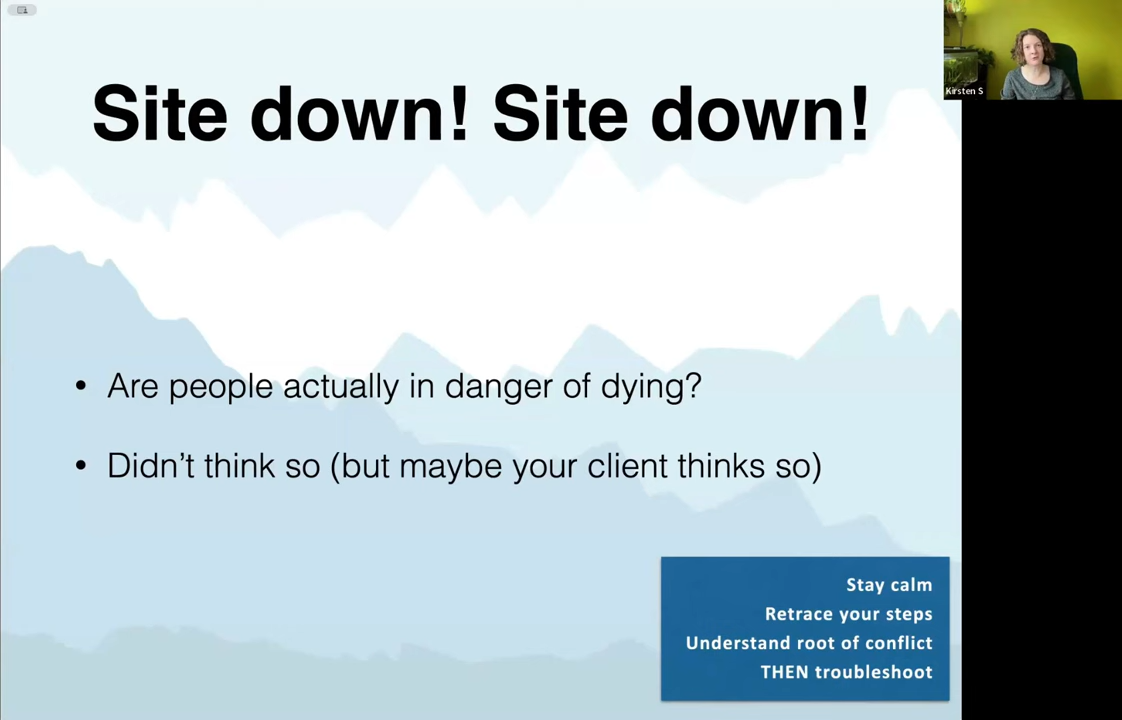 Site down! Site down!
Kirsten S
• Are people actually in danger of dying?
• Didn't think so (but maybe your client thinks so)
Stay calm
Retrace your steps
Understand root of conflict
THEN troubleshoot